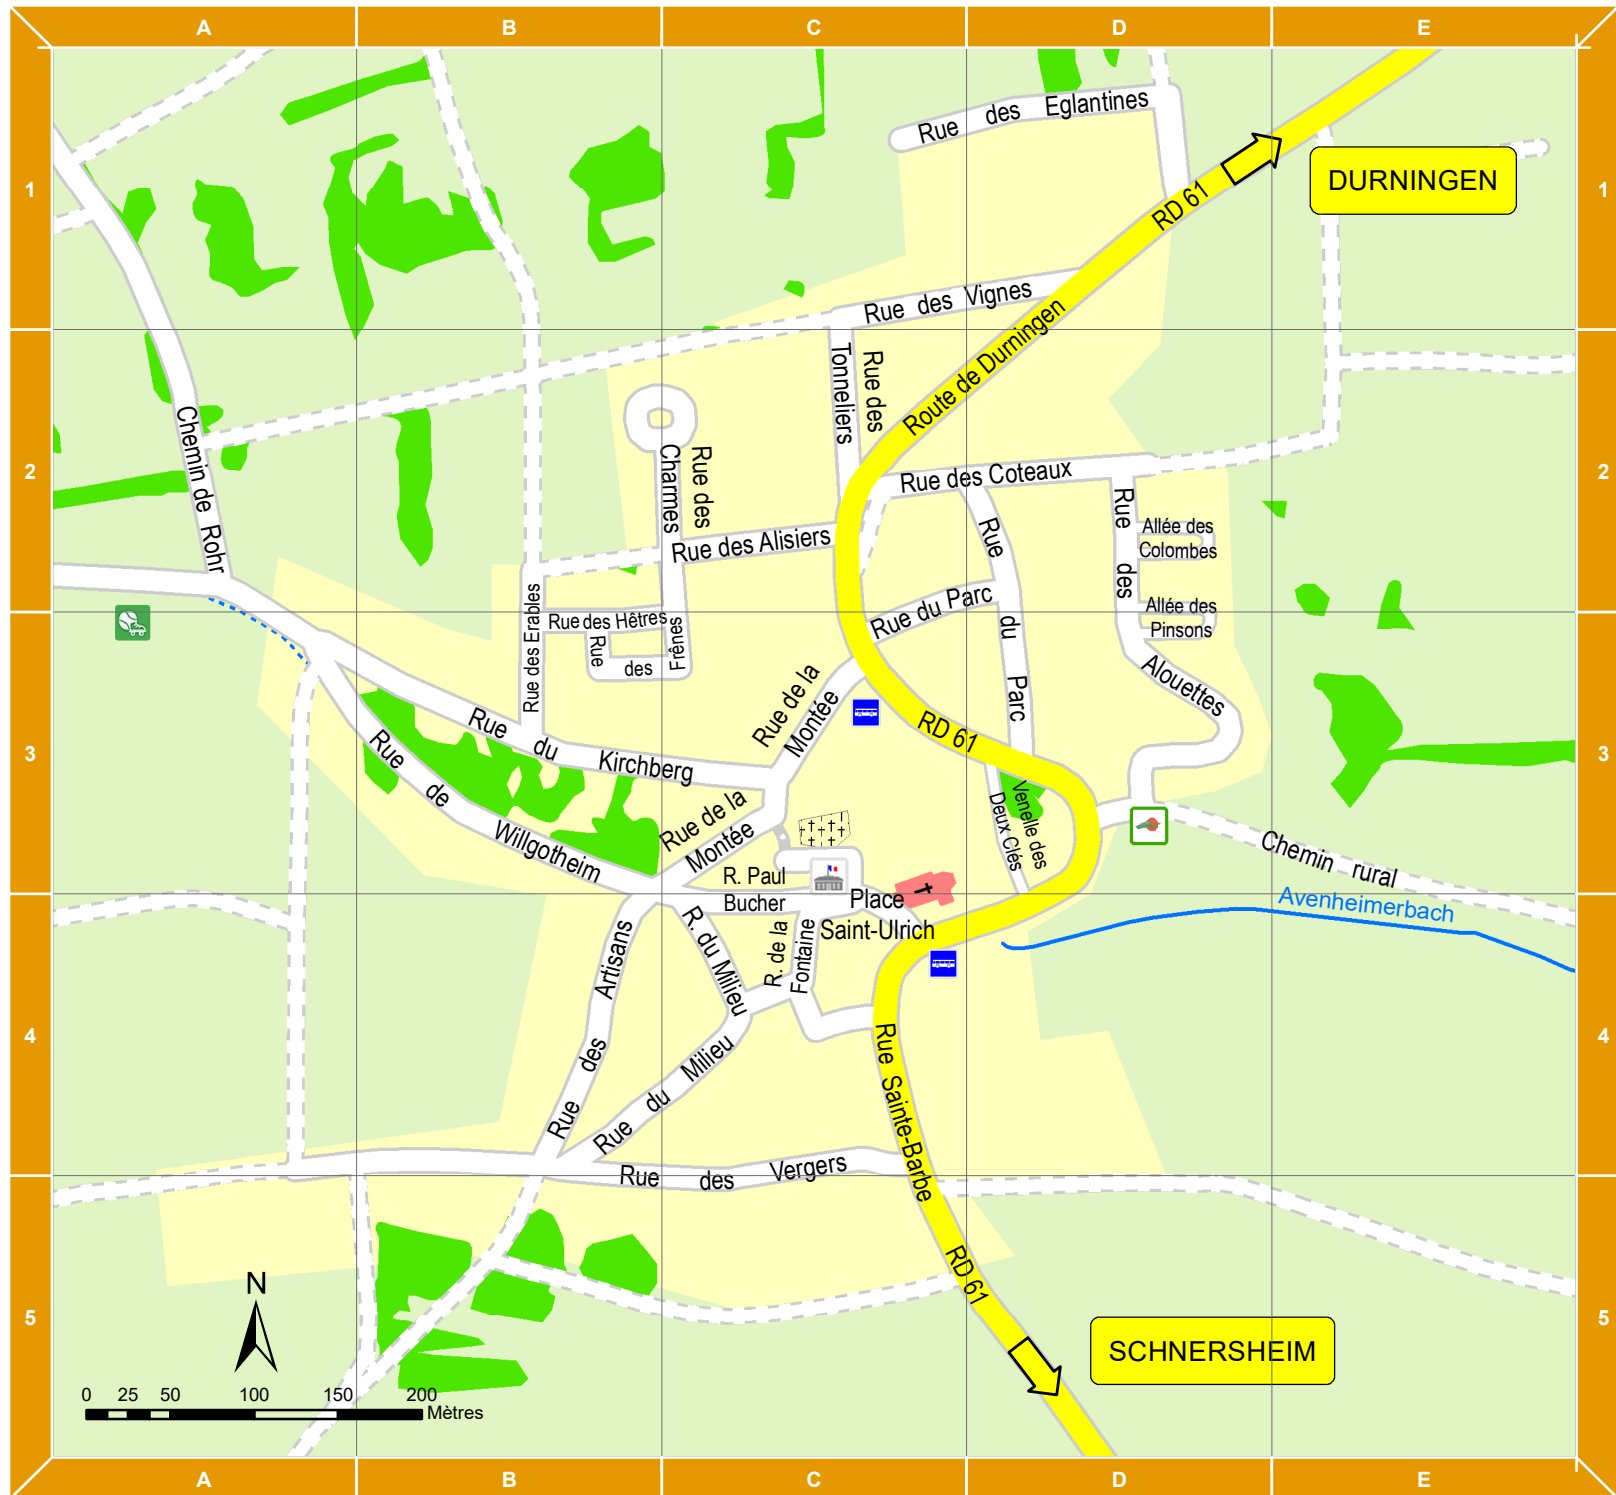 A B C D E
1 1
2 2
3 3
4 4
5 5
Rue des Eglantines
DURNINGEN
RD 61
Rue des Vignes
Route de Durningen
Rue des
Tonneliers
Chemin de Rohr
Rue des
Charmes
Rue des Coteaux
Rue des Alisiers
Rue
du
Parc
Rue des
Alouettes
Allée des
Colombes
Allée des
Pinsons
Rue du Parc
Rue des Erables
Rue des Hêtres
Rue des
Frênes
Rue de la
Montée
RD 61
Rue du Kirchberg
Rue de Willgotheim
Rue de la
Montée
Venelle des
Deux Clés
Chemin rural
Avenheimerbach
R. Paul
Bucher
Place
Saint-Ulrich
R. de la
Fontaine
R. du Milieu
Rue des Artisans
Rue du Milieu
Rue Sainte-Barbe
Rue des Vergers
RD 61
SCHNERSHEIM
N
0 25 50 100 150 200
Mètres
A B C D E